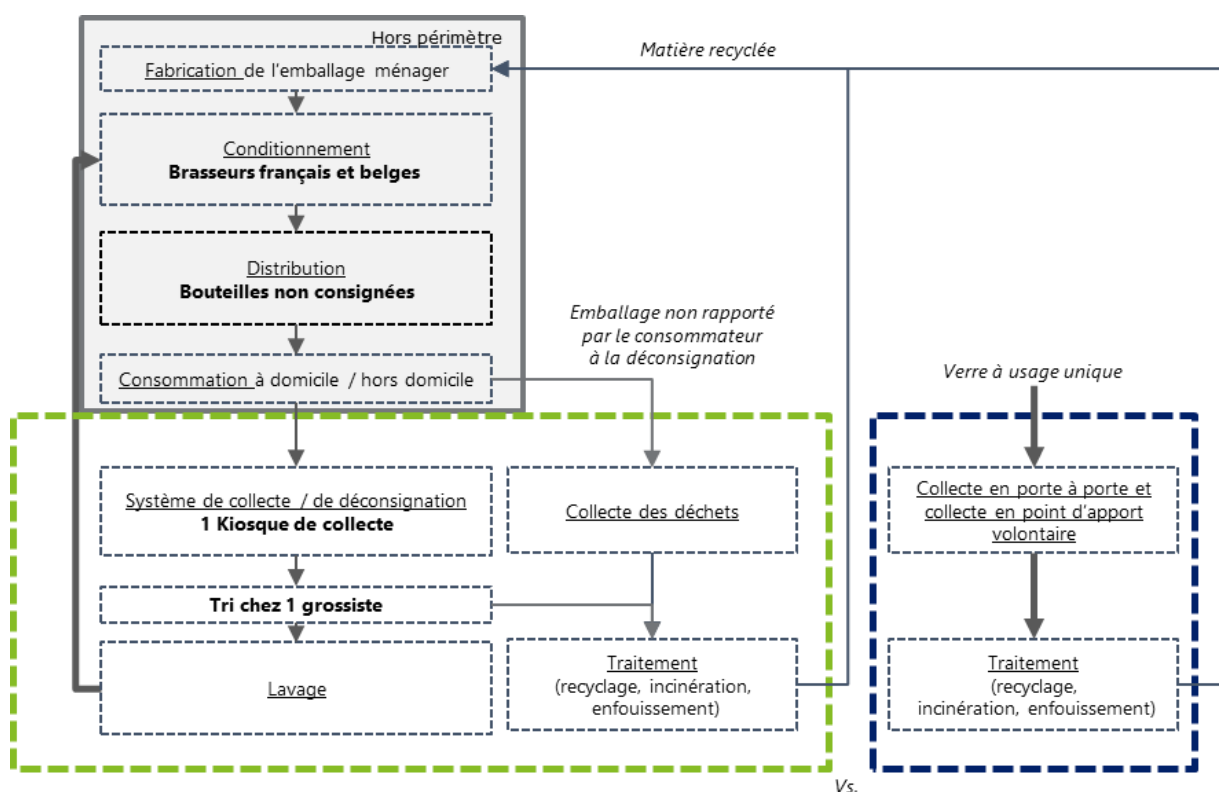 Hors périmètre
Matière recyclée
Fabrication de l'emballage ménager
Conditionnement
Brasseurs français et belges
Distribution
Bouteilles non consignées
Emballage non rapporté
par le consommateur
à la déconsignation
Consommation à domicile / hors domicile
Verre à usage unique
Système de collecte / de déconsignation
1 Kiosque de collecte
Collecte des déchets
Collecte en porte à porte et
collecte en point d'apport
volontaire
Tri chez 1 grossiste
Lavage
Traitement
(recyclage, incinération,
enfouissement)
Traitement
(recyclage,
incinération, enfouissement)
Vs.